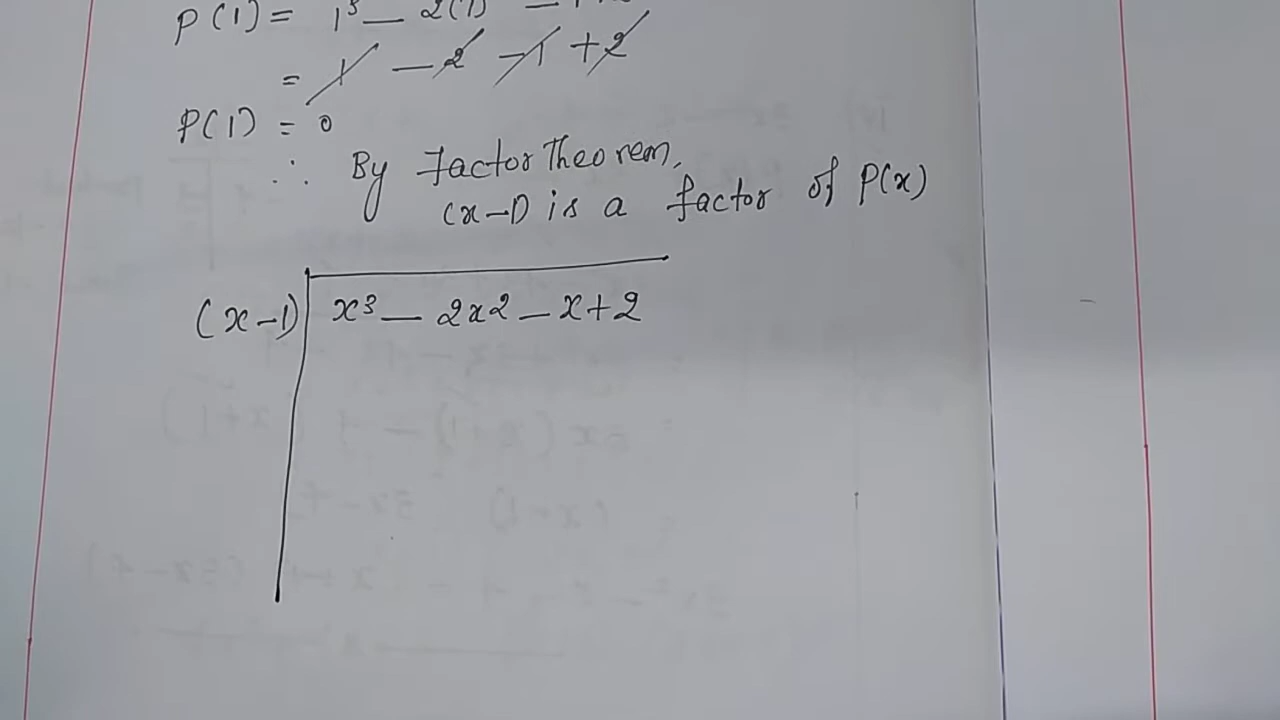 P(1) = 1³ — 2(1)
= 1 — 2 – 1 + 2
P(1) = 0
∴ By Factor Theorem,
(x–1) is a factor of P(x)
(x–1) x³ — 2x2 – x + 2